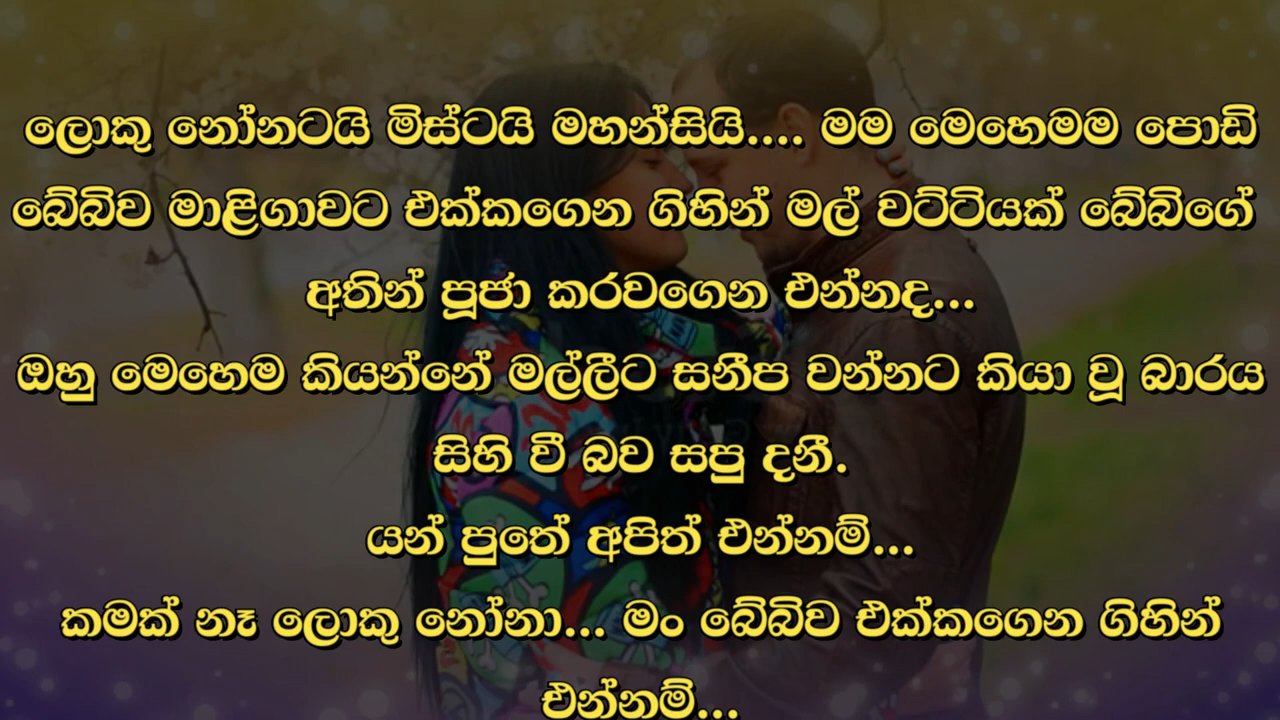 ලොකු නෝනටයි මිස්ටයි මහන්සියි.... මම මෙහෙමම පොඩි
බේබිව මාළිගාවට එක්කගෙන ගිහින් මල් වට්ටියක් බේබිගේ
අතින් පූජා කරවගෙන එන්නද...
ඔහු මෙහෙම කියන්නේ මල්ලීට සනීප වන්නට කියා වූ බාරය
සිහි වී බව සපු දනී.
යන් පුතේ අපිත් එන්නම්...
කමක් නෑ ලොකු නෝනා... මං බේබිව එක්කගෙන ගිහින්
එන්නම්...